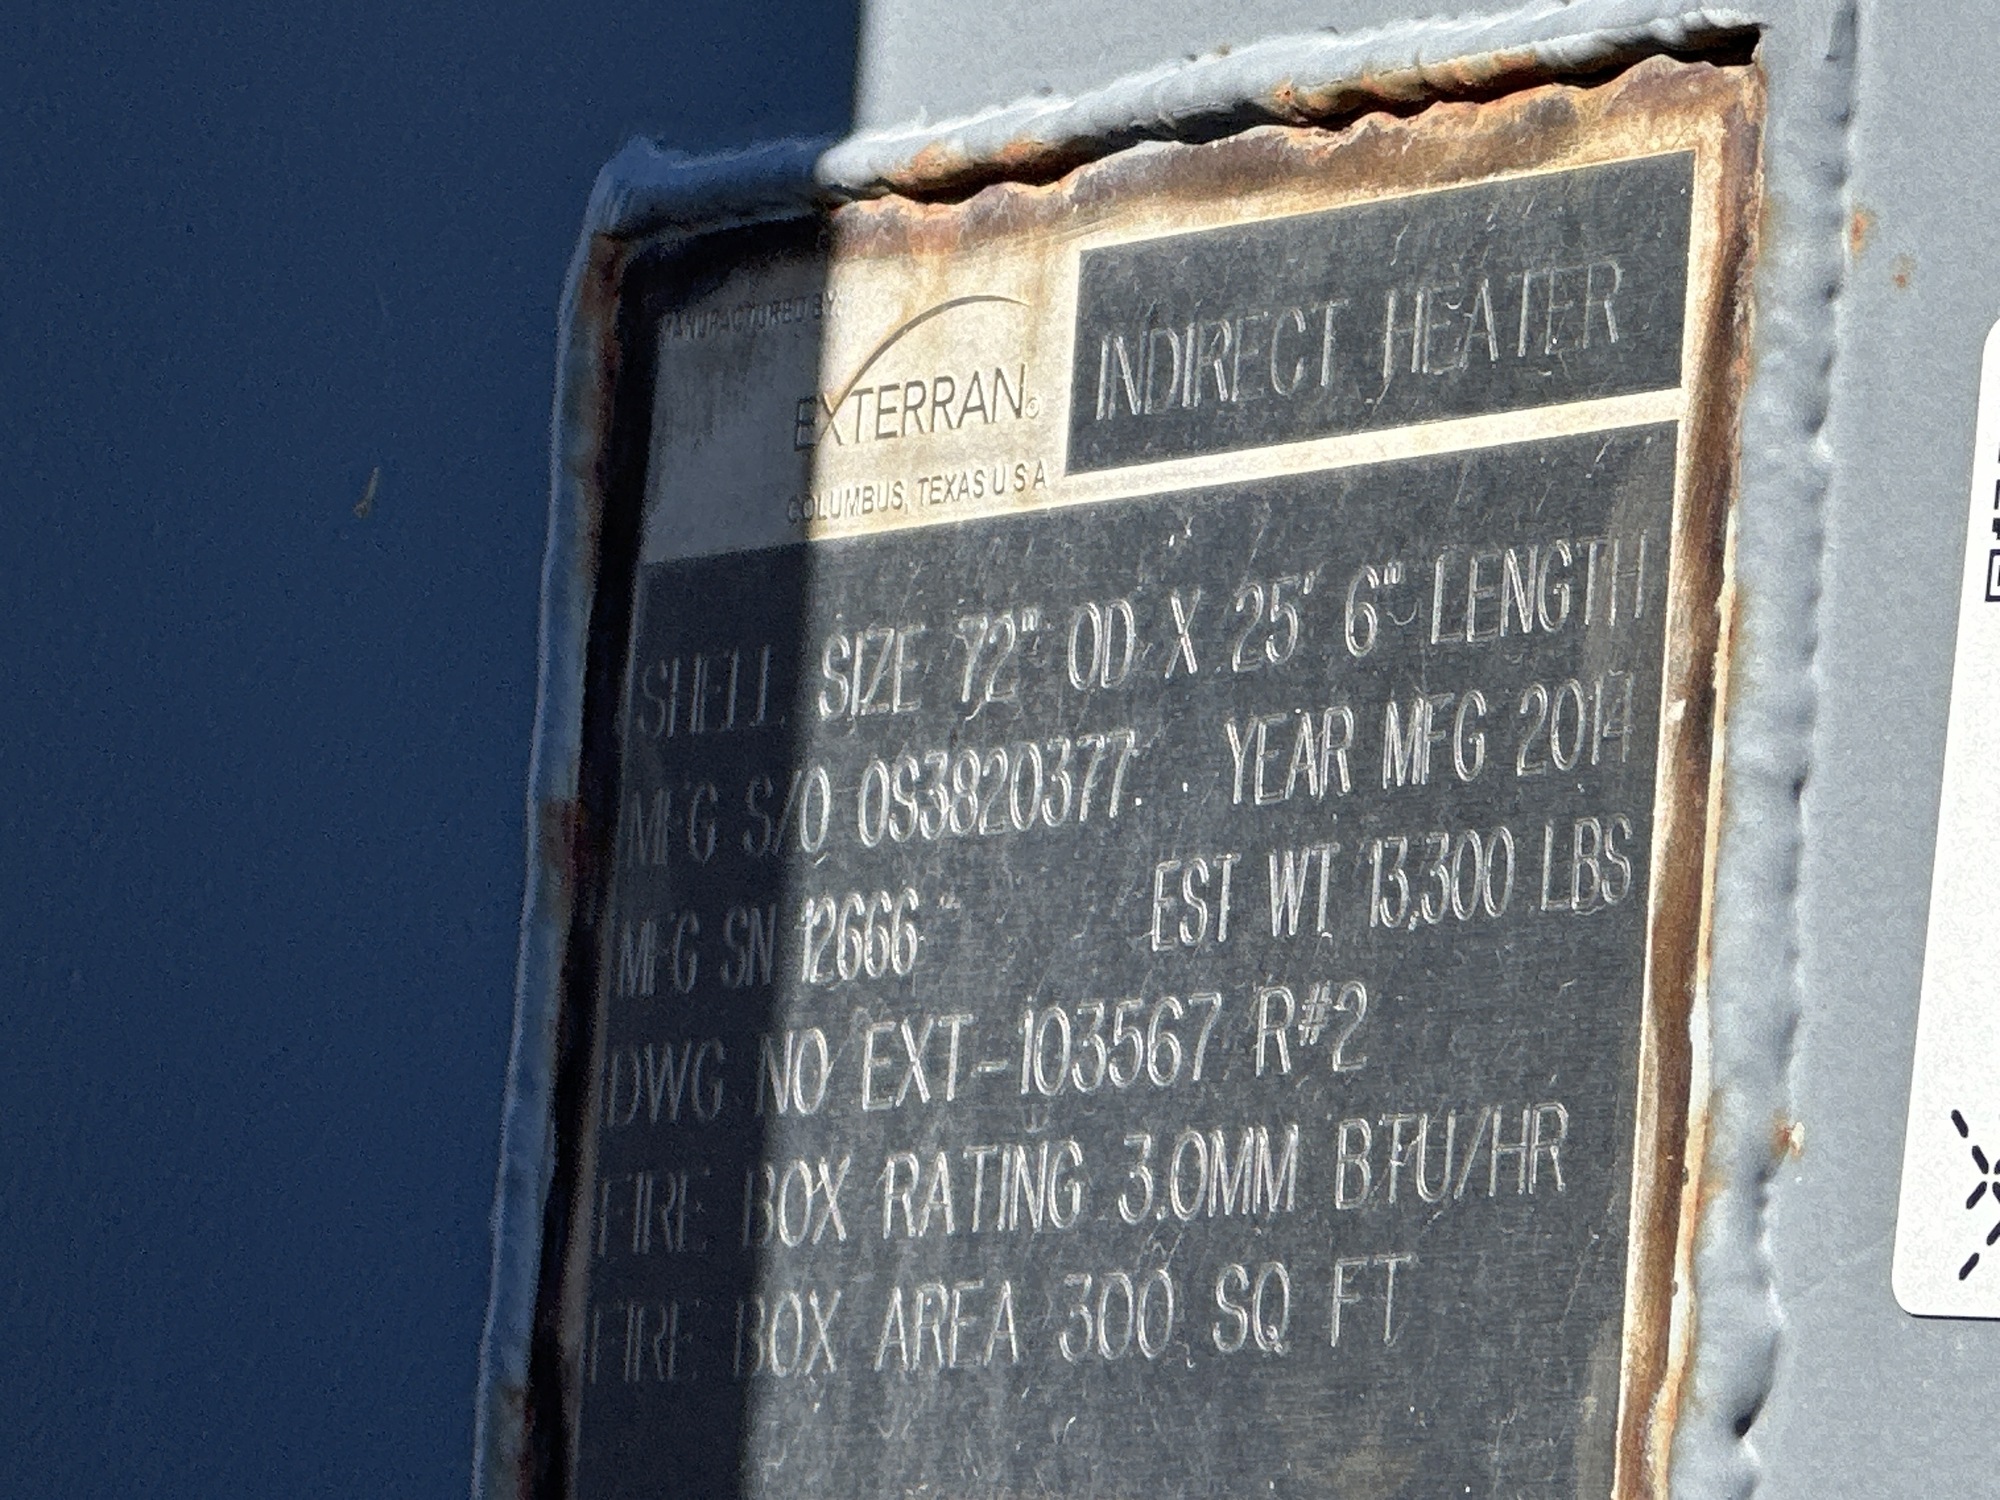 MANUFACTURED BY:
EXTERRAN®
COLUMBUS, TEXAS U S A
INDIRECT HEATER
SHELL SIZE 72" OD X 25' 6" LENGTH
MFG S/O 0S3820377 YEAR MFG 2014
MFG SN 12666 EST WT 13,300 LBS
DWG NO EXT-103567 R#2
FIRE BOX RATING 3.0MM BTU/HR
FIRE BOX AREA 300 SQ FT